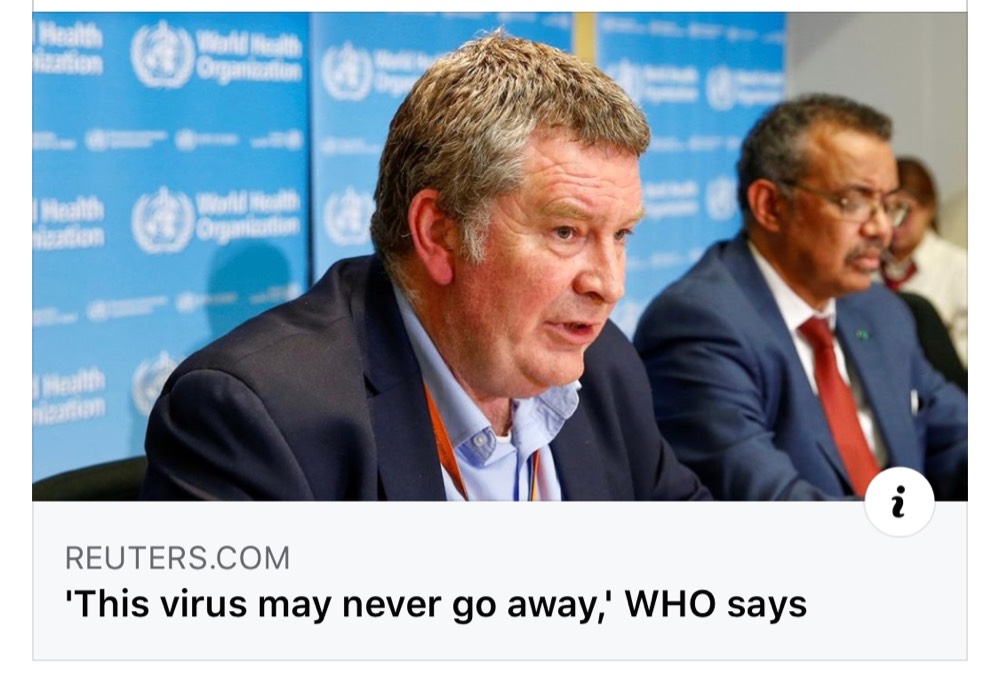 Health
nization
World Health
Organization
World Health
Health
nization
World Health
Organization
Health
nization
REUTERS.COM
'This virus may never go away,' WHO says